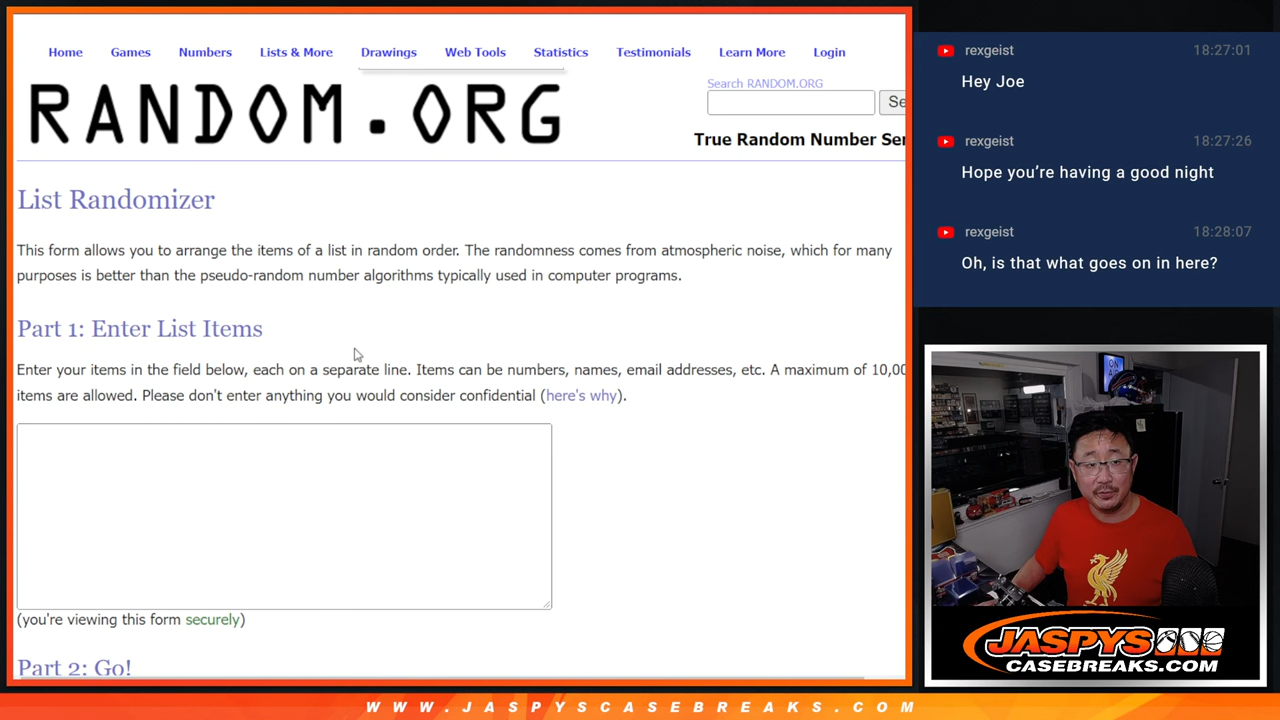 Home Games Numbers Lists & More Drawings Web Tools Statistics Testimonials Learn More Login
RANDOM.ORG
Search RANDOM.ORG
Se
True Random Number Ser
List Randomizer
This form allows you to arrange the items of a list in random order. The randomness comes from atmospheric noise, which for many
purposes is better than the pseudo-random number algorithms typically used in computer programs.
Part 1: Enter List Items
Enter your items in the field below, each on a separate line. Items can be numbers, names, email addresses, etc. A maximum of 10,00
items are allowed. Please don't enter anything you would consider confidential (here's why).
(you're viewing this form securely)
Part 2: Go!
rexgeist 18:27:01
Hey Joe
rexgeist 18:27:26
Hope you're having a good night
rexgeist 18:28:07
Oh, is that what goes on in here?
ON
AIR
JASPYS
CASEBREAKS.COM
WWW.JASPYSCASEBREAKS.COM